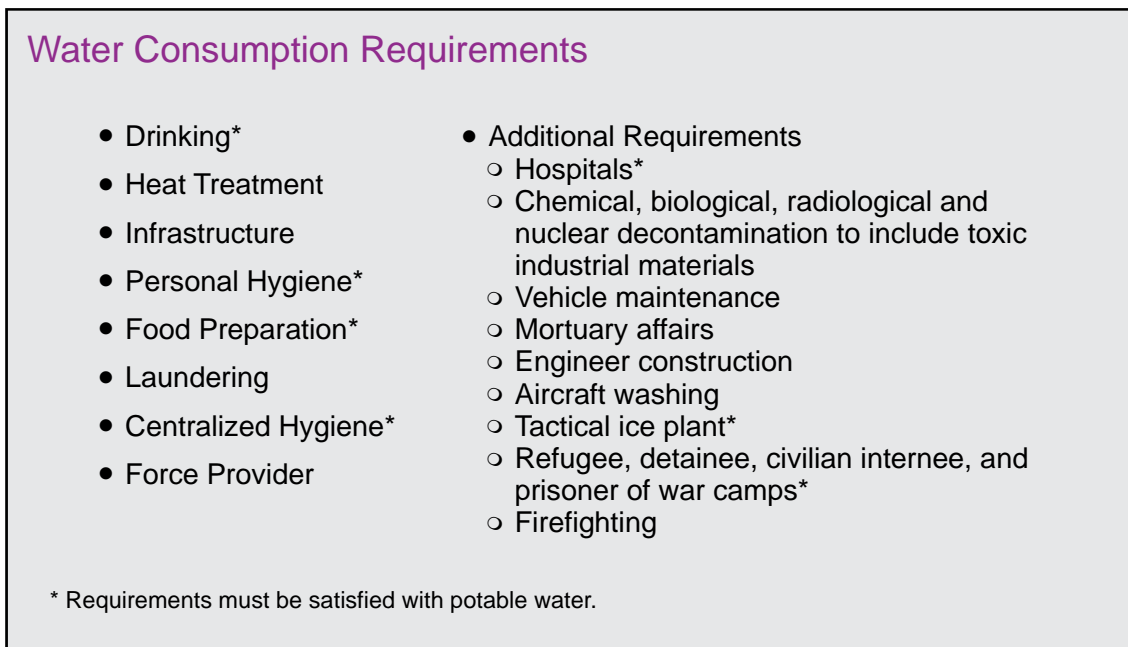 Water Consumption Requirements
● Drinking*
● Heat Treatment
● Infrastructure
● Personal Hygiene*
● Food Preparation*
● Laundering
● Centralized Hygiene*
● Force Provider
● Additional Requirements
○ Hospitals*
○ Chemical, biological, radiological and
nuclear decontamination to include toxic
industrial materials
○ Vehicle maintenance
○ Mortuary affairs
○ Engineer construction
○ Aircraft washing
○ Tactical ice plant*
○ Refugee, detainee, civilian internee, and
prisoner of war camps*
○ Firefighting
* Requirements must be satisfied with potable water.